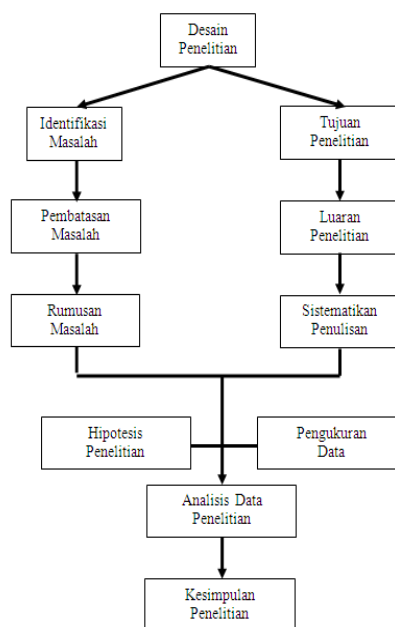 Desain
Penelitian
Identifikasi
Masalah
Tujuan
Penelitian
Pembatasan
Masalah
Luaran
Penelitian
Rumusan
Masalah
Sistematikan
Penulisan
Hipotesis
Penelitian
Pengukuran
Data
Analisis Data
Penelitian
Kesimpulan
Penelitian